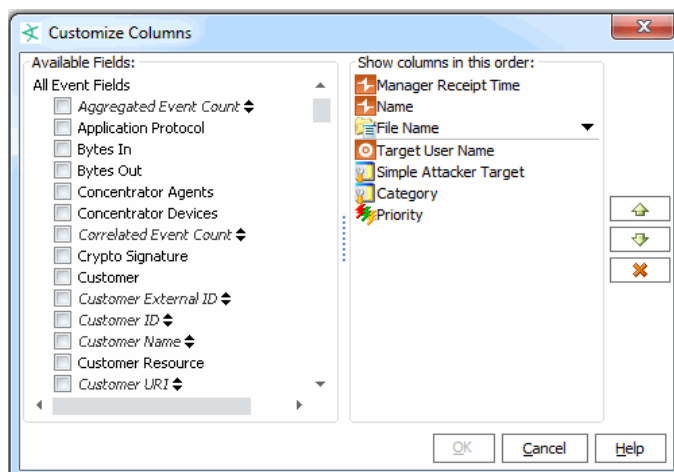 Customize Columns
Available Fields:
All Event Fields
Aggregated Event Count
Application Protocol
Bytes In
Bytes Out
Concentrator Agents
Concentrator Devices
Correlated Event Count
Crypto Signature
Customer
Customer External ID
Customer ID
Customer Name
Customer Resource
Customer URI
Show columns in this order:
Manager Receipt Time
Name
File Name
Target User Name
Simple Attacker Target
Category
Priority
OK
Cancel
Help